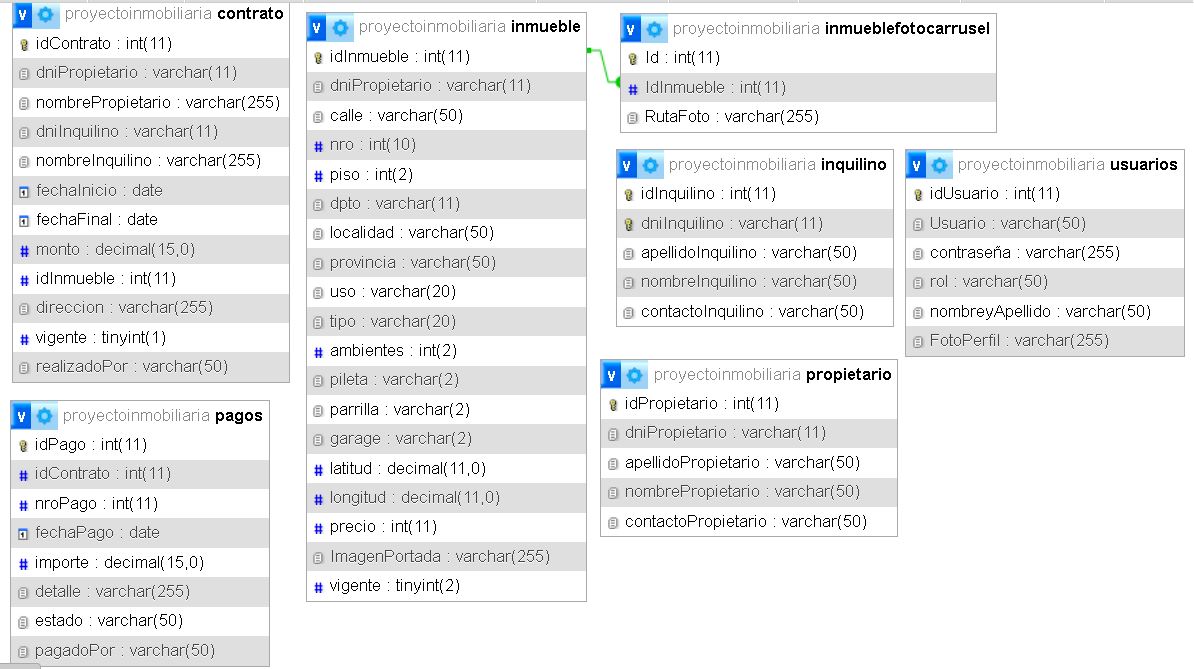 proyectoinmobiliaria contrato
idContrato : int(11)
dniPropietario : varchar(11)
nombrePropietario : varchar(255)
dniInquilino : varchar(11)
nombreInquilino : varchar(255)
fechaInicio : date
fechaFinal : date
monto : decimal(15,0)
idInmueble : int(11)
direccion : varchar(255)
vigente : tinyint(1)
realizadoPor : varchar(50)
proyectoinmobiliaria pagos
idPago : int(11)
idContrato : int(11)
nroPago : int(11)
fechaPago : date
importe : decimal(15,0)
detalle : varchar(255)
estado : varchar(50)
pagadoPor : varchar(50)
proyectoinmobiliaria inmueble
idInmueble : int(11)
dniPropietario : varchar(11)
calle : varchar(50)
nro : int(10)
piso : int(2)
dpto : varchar(11)
localidad : varchar(50)
provincia : varchar(50)
uso : varchar(20)
tipo : varchar(20)
ambientes : int(2)
pileta : varchar(2)
parrilla : varchar(2)
garage : varchar(2)
latitud : decimal(11,0)
longitud : decimal(11,0)
precio : int(11)
ImagenPortada : varchar(255)
vigente : tinyint(2)
proyectoinmobiliaria inmueblefotocarrusel
Id : int(11)
IdInmueble : int(11)
RutaFoto : varchar(255)
proyectoinmobiliaria inquilino
idInquilino : int(11)
dniInquilino : varchar(11)
apellidoInquilino : varchar(50)
nombreInquilino : varchar(50)
contactoInquilino : varchar(50)
proyectoinmobiliaria usuarios
idUsuario : int(11)
Usuario : varchar(50)
contraseña : varchar(255)
rol : varchar(50)
nombreyApellido : varchar(50)
FotoPerfil : varchar(255)
proyectoinmobiliaria propietario
idPropietario : int(11)
dniPropietario : varchar(11)
apellidoPropietario : varchar(50)
nombrePropietario : varchar(50)
contactoPropietario : varchar(50)